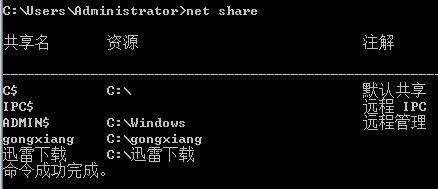 C:\Users\Administrator>net share
共享名 资源 注解
-------------------------------------------------------------------------------
C$ C:\ 默认共享
IPC$ 远程 IPC
ADMIN$ C:\Windows 远程管理
gongxiang C:\gongxiang
迅雷下载 C:\迅雷下载
命令成功完成。